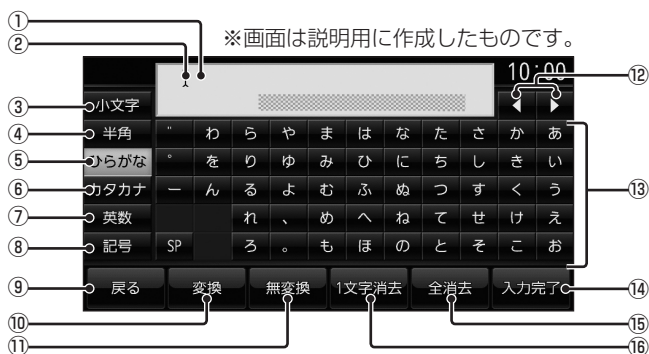 ※画面は説明用に作成したものです。
① ② ③ ④ ⑤ ⑥ ⑦ ⑧ ⑨ ⑩ ⑪ ⑫ ⑬ ⑭ ⑮ ⑯
10:00
小文字 ◀ ▶
半角 ゛ わ ら や ま は な た さ か あ
ひらがな ゜ を り ゆ み ひ に ち し き い
カタカナ ー ん る よ む ふ ぬ つ す く う
英数 れ 、 め へ ね て せ け え
記号 SP ろ 。 も ほ の と そ こ お
戻る 変換 無変換 1文字消去 全消去 入力完了